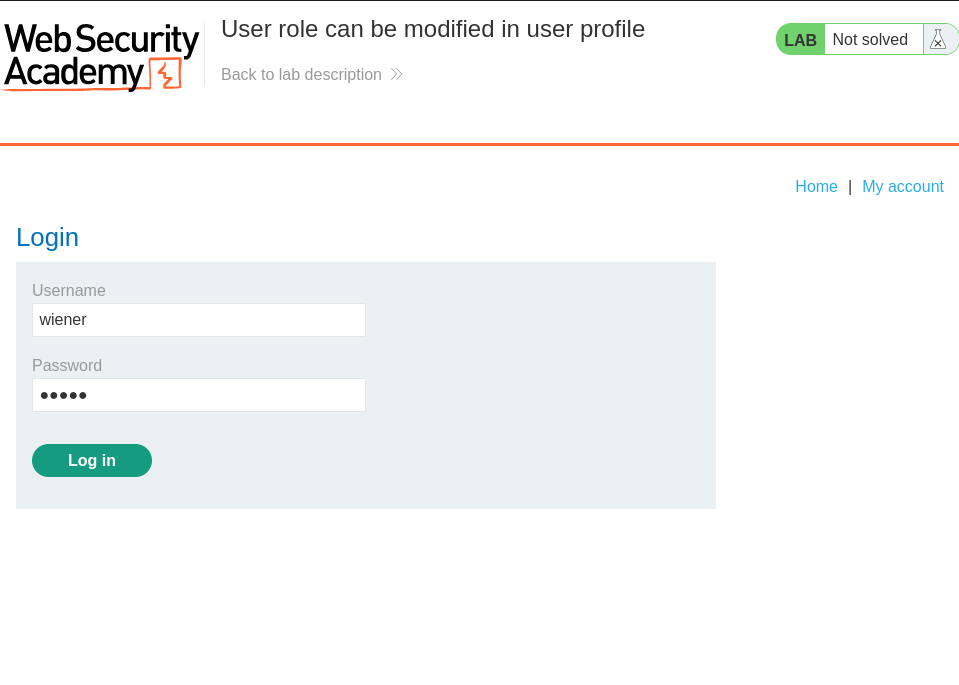 Web Security
Academy
User role can be modified in user profile
Back to lab description
LAB Not solved
Home | My account
Login
Username
wiener
Password
●●●●●
Log in